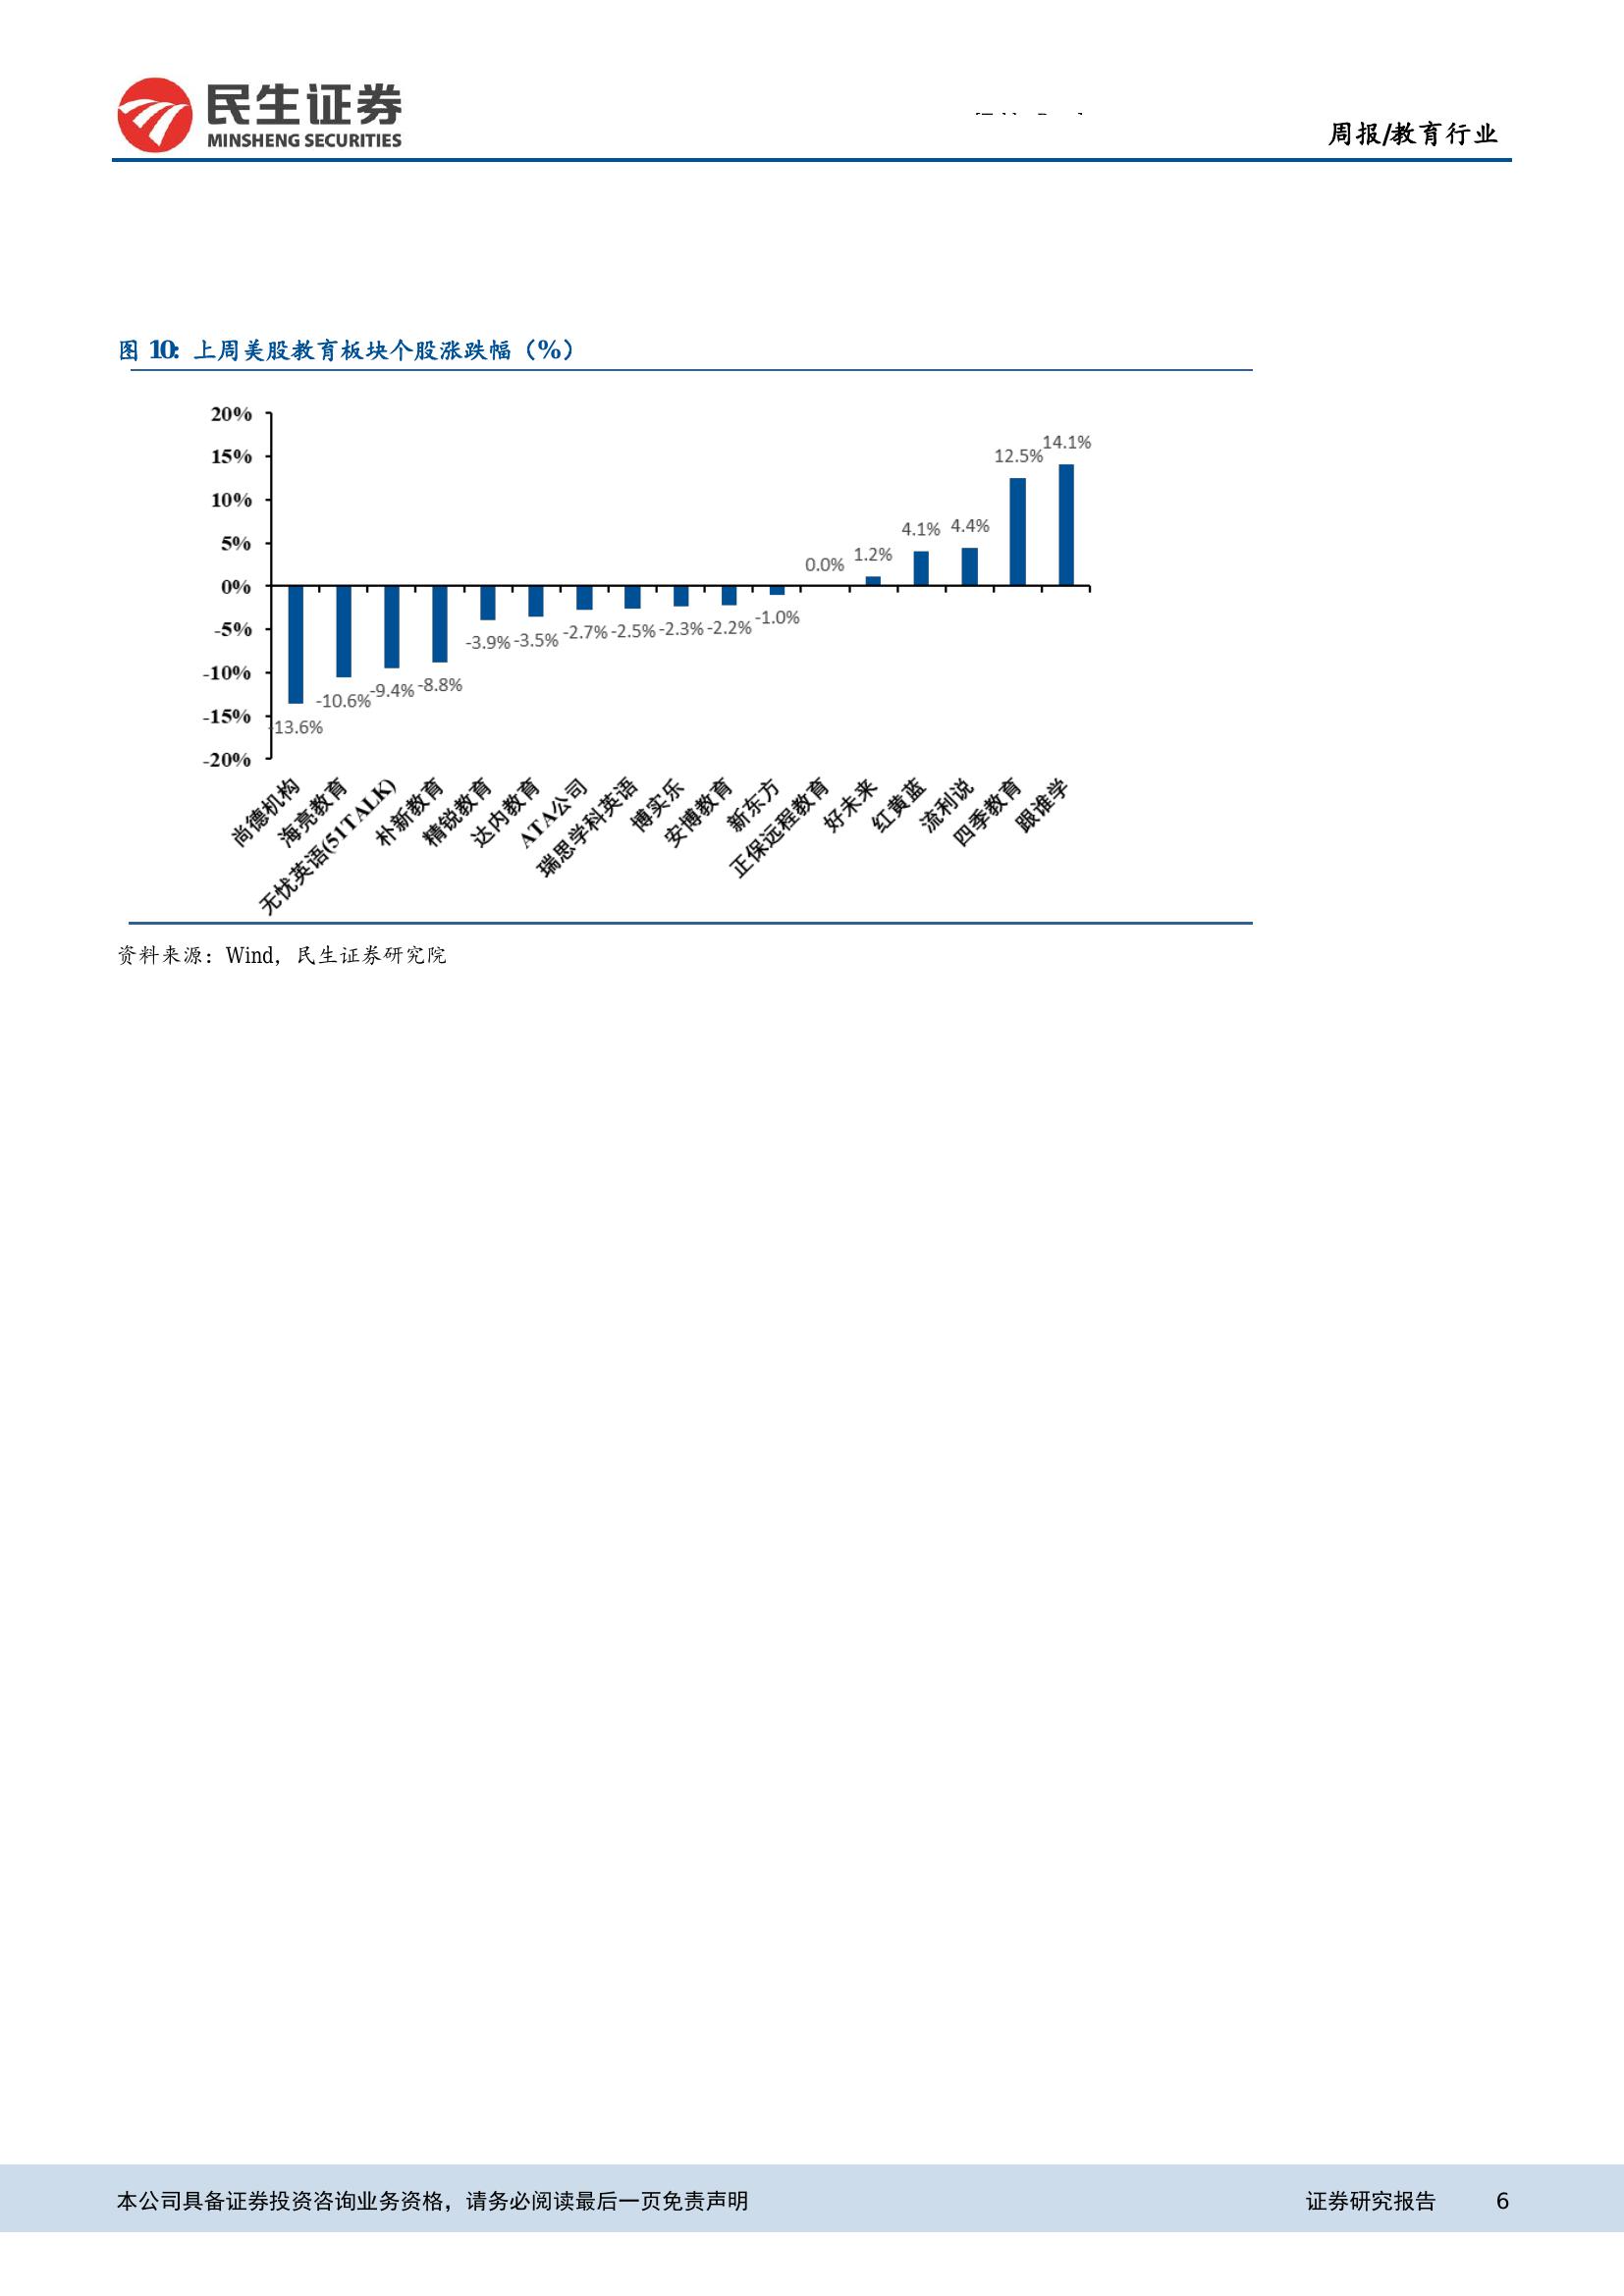 民生证券
MINSHENG SECURITIES
周报/教育行业
图 10: 上周美股教育板块个股涨跌幅（%）
20%
15%
10%
5%
0%
-5%
-10%
-15%
-20%
-13.6%
-10.6%
-9.4%
-8.8%
-3.9%
-3.5%
-2.7%
-2.5%
-2.3%
-2.2%
-1.0%
0.0%
1.2%
4.1%
4.4%
12.5%
14.1%
尚德机构
海亮教育
无忧英语(51TALK)
朴新教育
精锐教育
达内教育
ATA公司
瑞思学科英语
博实乐
安博教育
新东方
正保远程教育
好未来
红黄蓝
流利说
四季教育
跟谁学
资料来源：Wind，民生证券研究院
本公司具备证券投资咨询业务资格，请务必阅读最后一页免责声明
证券研究报告 6